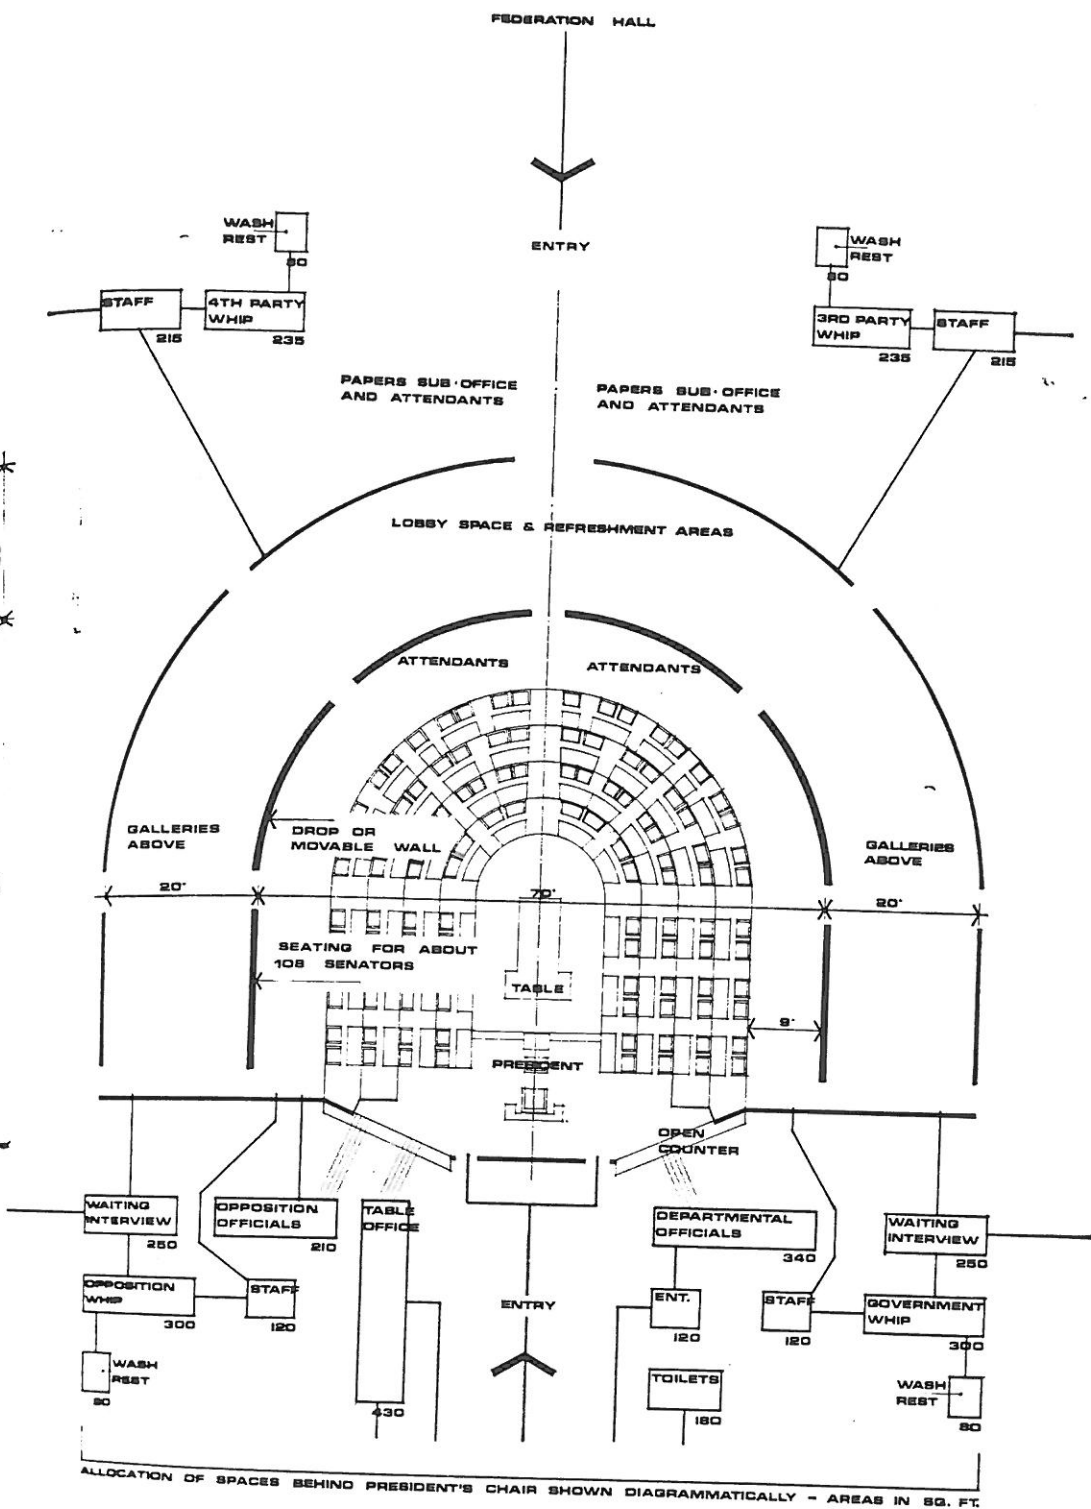 FEDERATION HALL
ENTRY
WASH
REST
80
STAFF
215
4TH PARTY
WHIP
235
WASH
REST
80
3RD PARTY
WHIP
235
STAFF
215
PAPERS SUB·OFFICE
AND ATTENDANTS
PAPERS SUB·OFFICE
AND ATTENDANTS
LOBBY SPACE & REFRESHMENT AREAS
ATTENDANTS
ATTENDANTS
GALLERIES
ABOVE
DROP OR
MOVABLE WALL
GALLERIES
ABOVE
20'
70'
20'
SEATING FOR ABOUT
108 SENATORS
TABLE
9'
PRESIDENT
OPEN
COUNTER
WAITING
INTERVIEW
250
OPPOSITION
OFFICIALS
210
TABLE
OFFICE
430
DEPARTMENTAL
OFFICIALS
340
WAITING
INTERVIEW
250
OPPOSITION
WHIP
300
STAFF
120
ENTRY
ENT.
120
STAFF
120
GOVERNMENT
WHIP
300
WASH
REST
80
TOILETS
180
WASH
REST
80
ALLOCATION OF SPACES BEHIND PRESIDENT'S CHAIR SHOWN DIAGRAMMATICALLY - AREAS IN SQ. FT.